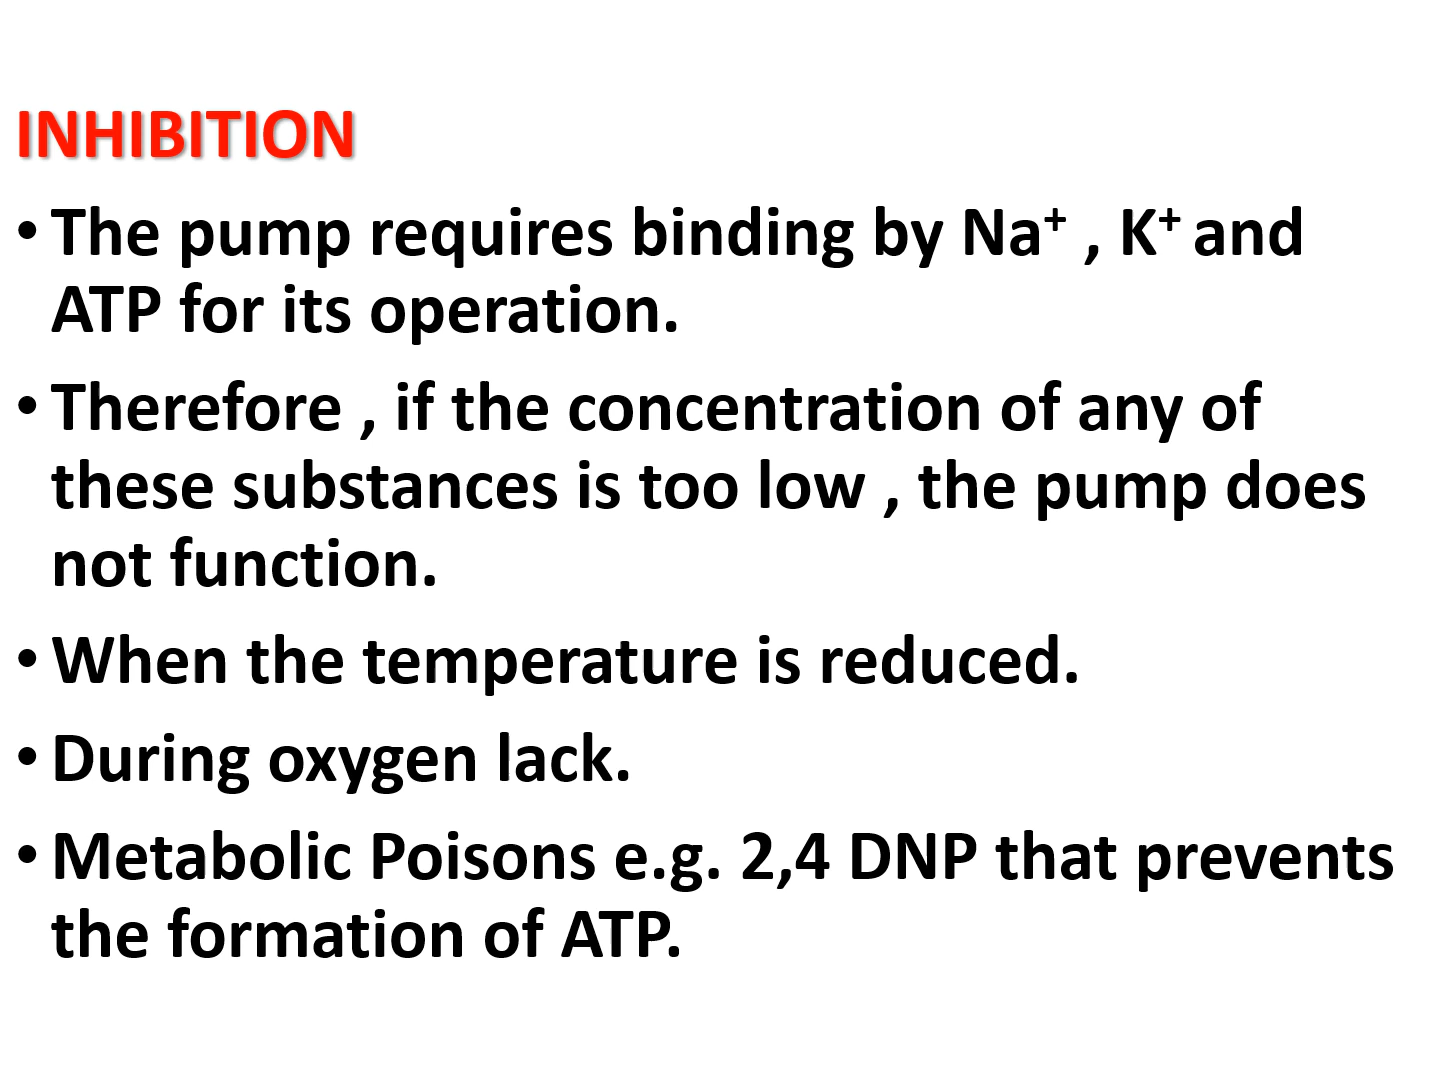 INHIBITION
• The pump requires binding by Na⁺ , K⁺ and
ATP for its operation.
• Therefore , if the concentration of any of
these substances is too low , the pump does
not function.
• When the temperature is reduced.
• During oxygen lack.
• Metabolic Poisons e.g. 2,4 DNP that prevents
the formation of ATP.